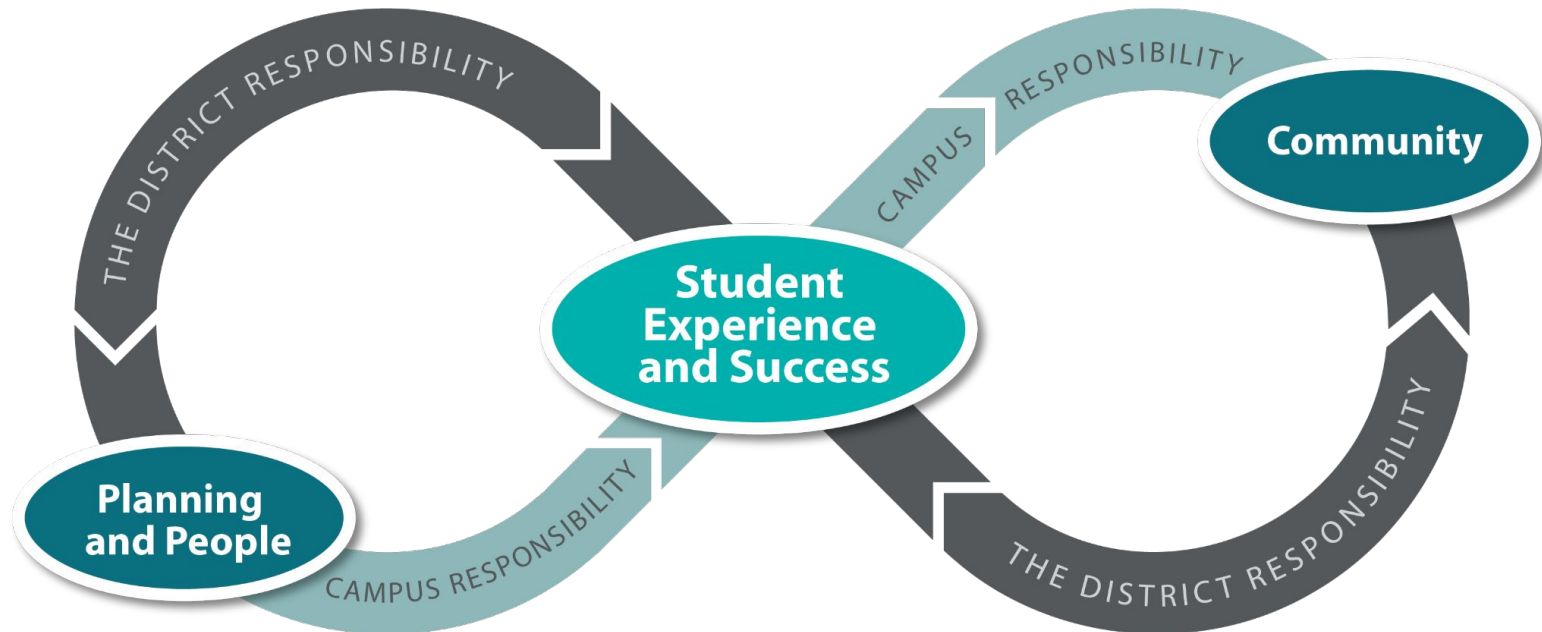 THE DISTRICT RESPONSIBILITY
CAMPUS RESPONSIBILITY
Community
Student
Experience
and Success
Planning
and People
CAMPUS RESPONSIBILITY
THE DISTRICT RESPONSIBILITY